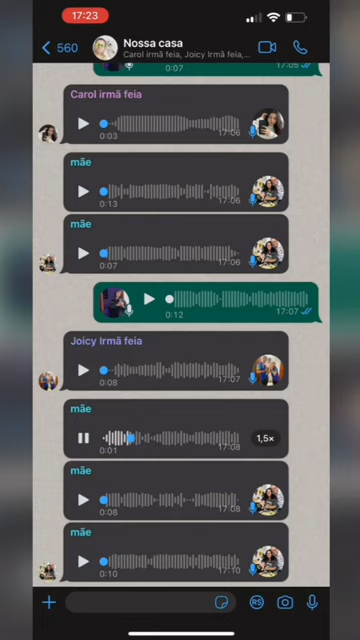 17:23
560
Nossa casa
Carol irmã feia, Joicy Irmã feia,...
0:07
17:05
Carol irmã feia
0:03
17:06
mãe
0:13
17:06
mãe
0:07
17:06
0:12
17:07
Joicy Irmã feia
0:08
17:07
mãe
1,5×
0:01
17:08
mãe
0:08
17:08
mãe
0:10
17:10
RS